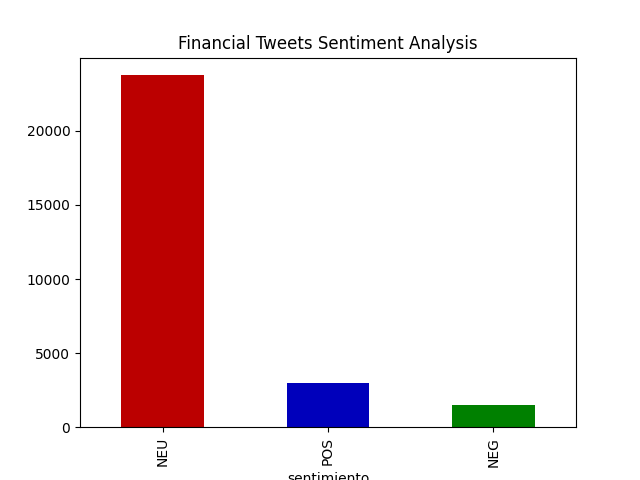 Financial Tweets Sentiment Analysis
20000
15000
10000
5000
0
NEU
POS
NEG
sentimiento